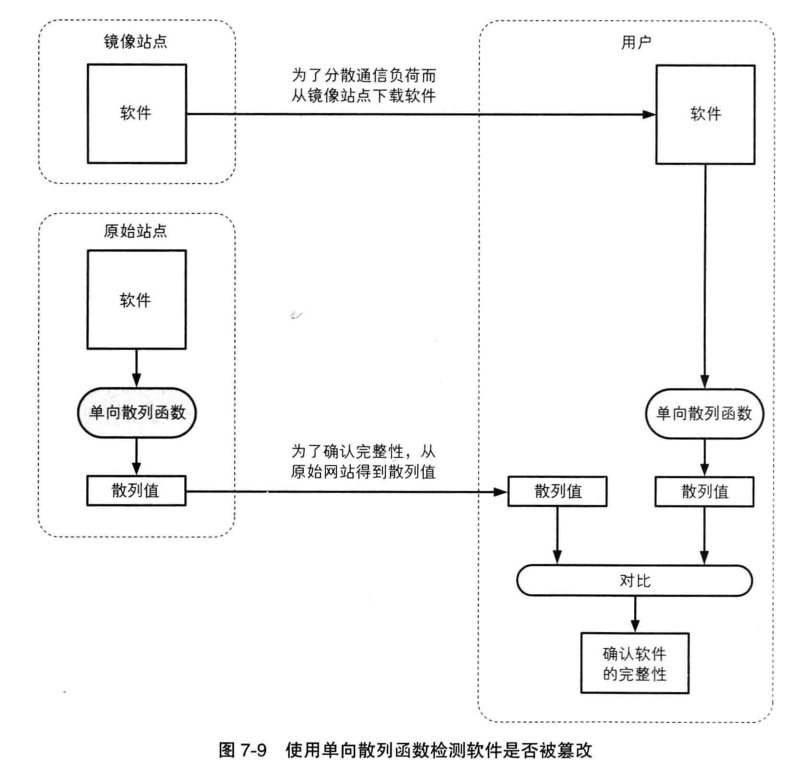 镜像站点
软件
为了分散通信负荷而
从镜像站点下载软件
用户
软件
原始站点
软件
单向散列函数
散列值
为了确认完整性，从
原始网站得到散列值
单向散列函数
散列值
散列值
对比
确认软件
的完整性
图 7-9 使用单向散列函数检测软件是否被篡改